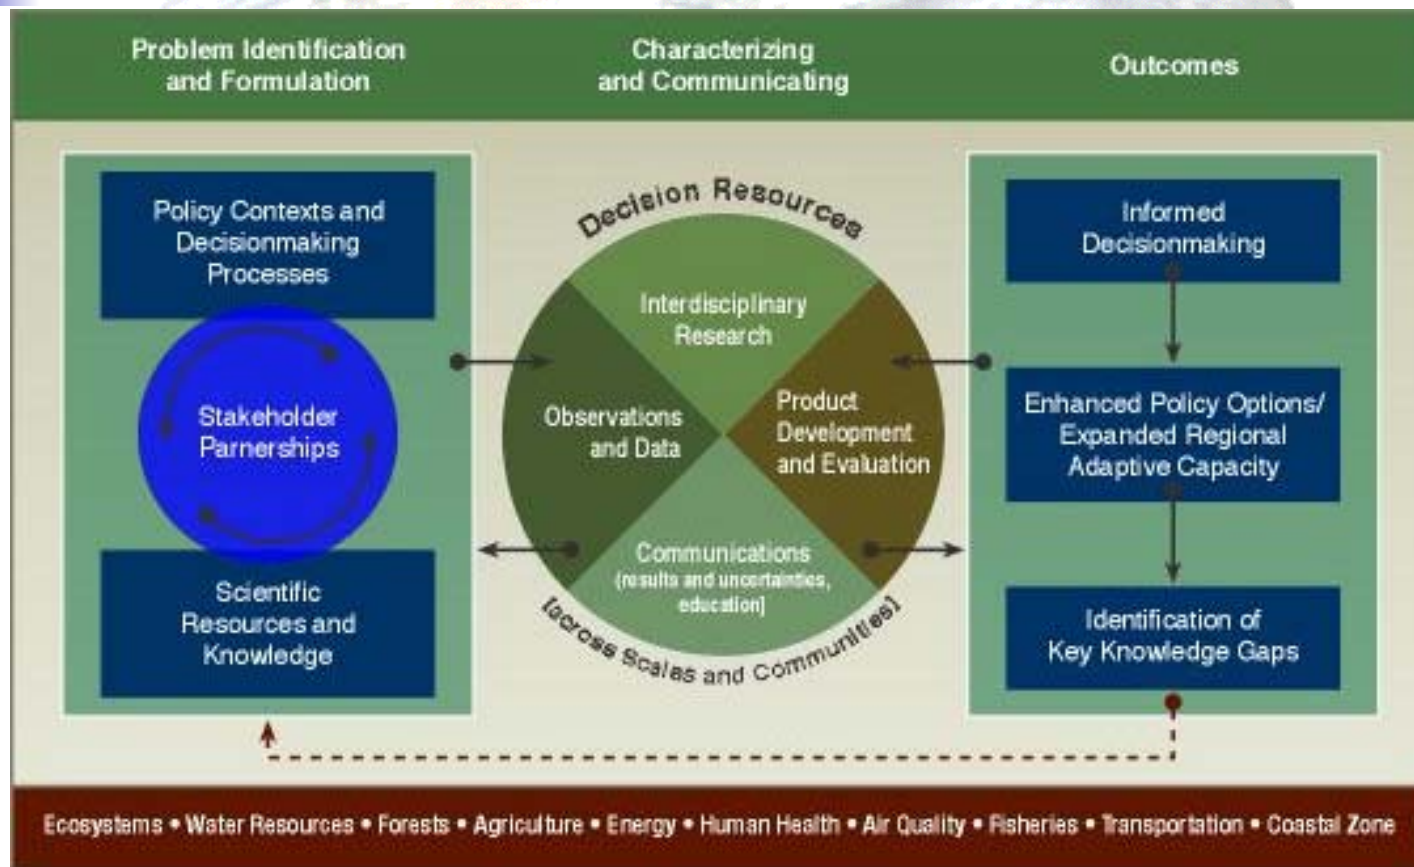 Problem Identification
and Formulation
Characterizing
and Communicating
Outcomes
Policy Contexts and
Decisionmaking
Processes
Stakeholder
Parnerships
Scientific
Resources and
Knowledge
Decision Resources
Interdisciplinary
Research
Observations
and Data
Product
Development
and Evaluation
Communications
(results and uncertainties,
education]
[across Scales and Communities]
Informed
Decisionmaking
Enhanced Policy Options/
Expanded Regional
Adaptive Capacity
Identification of
Key Knowledge Gaps
Ecosystems • Water Resources • Forests • Agriculture • Energy • Human Health • Air Quality • Fisheries • Transportation • Coastal Zone